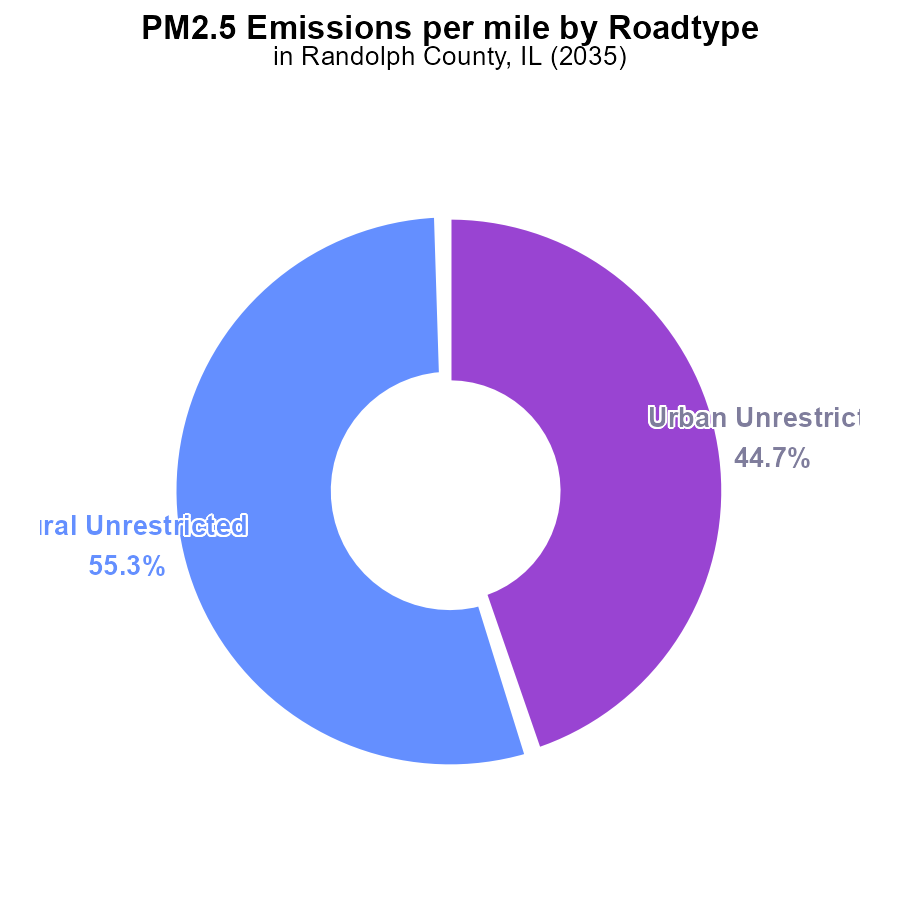 PM2.5 Emissions per mile by Roadtype
in Randolph County, IL (2035)
Urban Unrestrict
44.7%
ural Unrestricted
55.3%